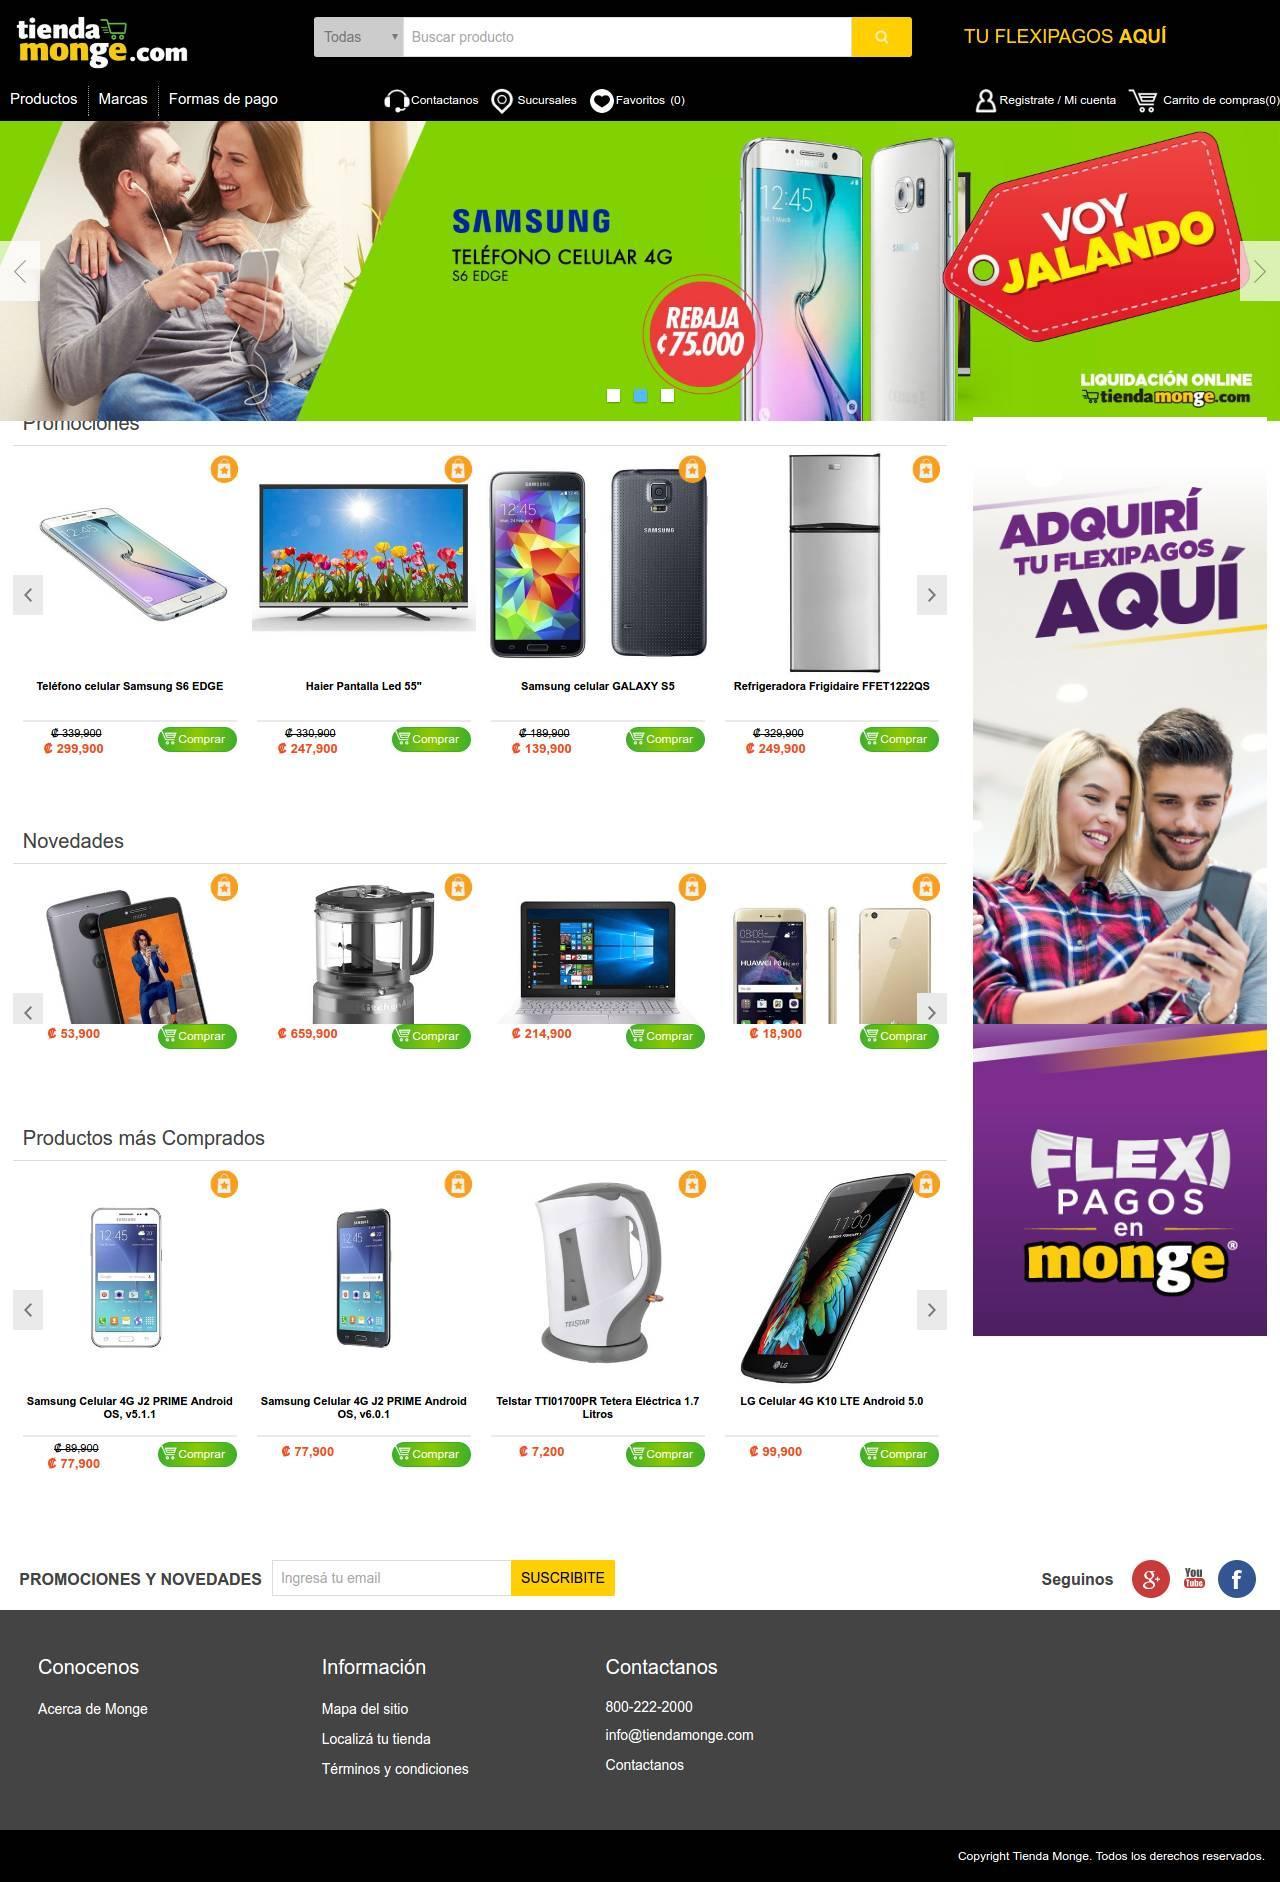 tienda
monge.com
Todas
Buscar producto
TU FLEXIPAGOS AQUÍ
Productos
Marcas
Formas de pago
Contactanos
Sucursales
Favoritos (0)
Registrate / Mi cuenta
Carrito de compras(0)
SAMSUNG
TELÉFONO CELULAR 4G
S6 EDGE
REBAJA
¢75.000
12:45
VOY
JALANDO
LIQUIDACIÓN ONLINE
tiendamonge.com
Promociones
ADQUIRÍ
TU FLEXIPAGOS
AQUÍ
Teléfono celular Samsung S6 EDGE
Haier Pantalla Led 55"
Samsung celular GALAXY S5
Refrigeradora Frigidaire FFET1222QS
₡ 339,900
₡ 299,900
Comprar
₡ 330,900
₡ 247,900
Comprar
₡ 189,900
₡ 139,900
Comprar
₡ 329,900
₡ 249,900
Comprar
Novedades
₡ 53,900
Comprar
₡ 659,900
Comprar
₡ 214,900
Comprar
₡ 18,900
Comprar
FLEXI
PAGOS
en
monge®
Productos más Comprados
Samsung Celular 4G J2 PRIME Android
OS, v5.1.1
Samsung Celular 4G J2 PRIME Android
OS, v6.0.1
Telstar TTI01700PR Tetera Eléctrica 1.7
Litros
LG Celular 4G K10 LTE Android 5.0
₡ 89,900
₡ 77,900
Comprar
₡ 77,900
Comprar
₡ 7,200
Comprar
₡ 99,900
Comprar
PROMOCIONES Y NOVEDADES
Ingresá tu email
SUSCRIBITE
Seguinos
You
Tube
Conocenos
Acerca de Monge
Información
Mapa del sitio
Localizá tu tienda
Términos y condiciones
Contactanos
800-222-2000
info@tiendamonge.com
Contactanos
Copyright Tienda Monge. Todos los derechos reservados.